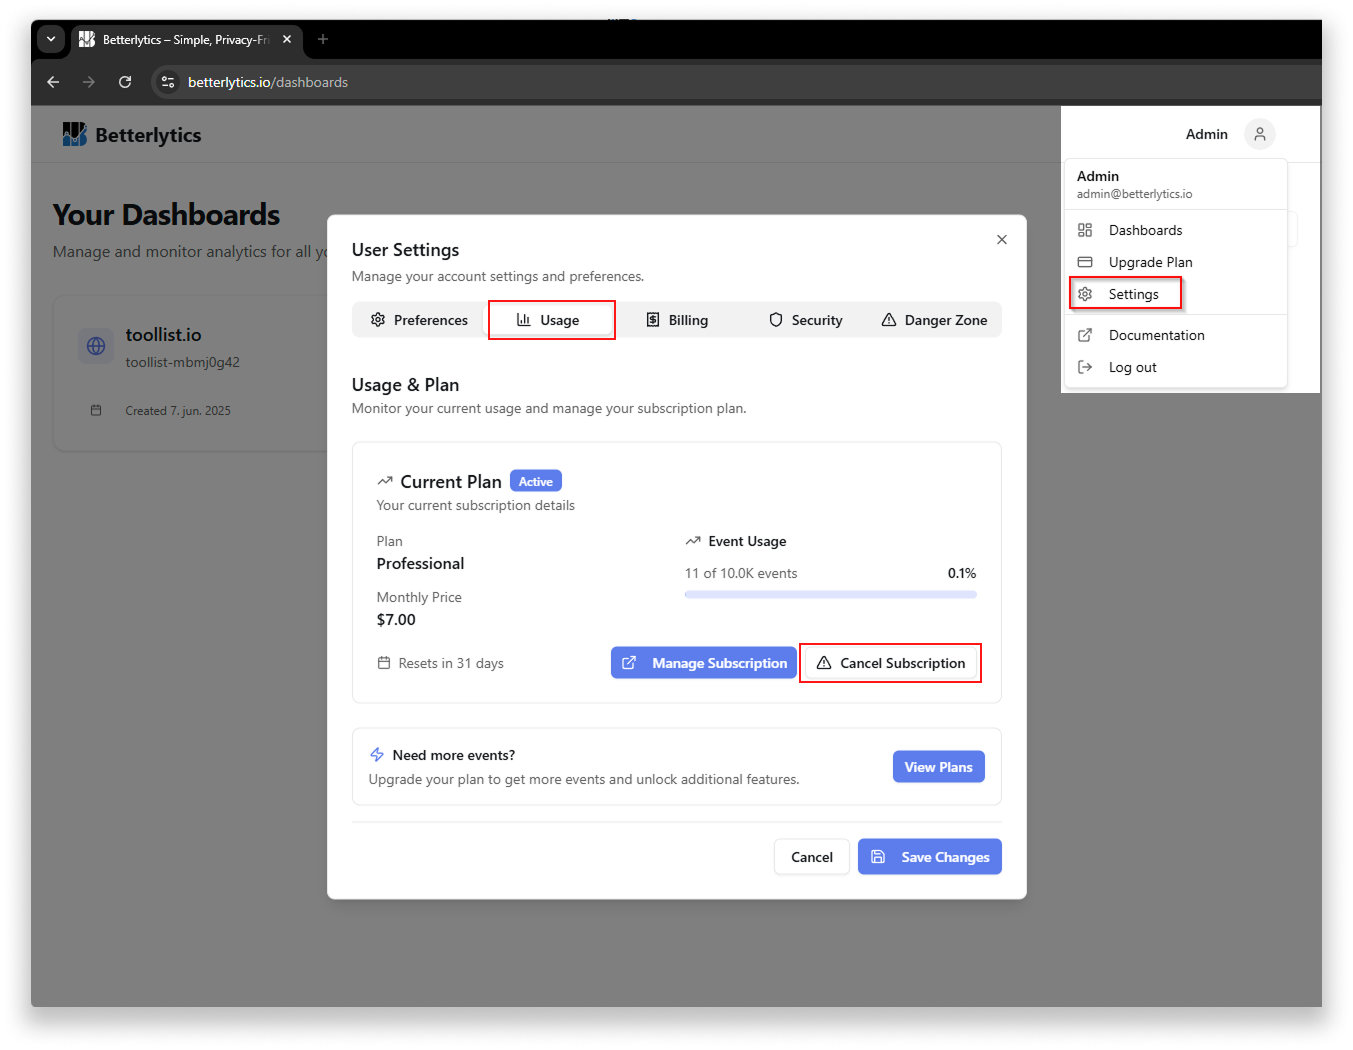 Betterlytics – Simple, Privacy-Fri
betterlytics.io/dashboards
Betterlytics
Admin
Admin
admin@betterlytics.io
Dashboards
Upgrade Plan
Settings
Documentation
Log out
Your Dashboards
Manage and monitor analytics for all
toollist.io
toollist-mbmj0g42
Created 7. jun. 2025
User Settings
Manage your account settings and preferences.
Preferences
Usage
Billing
Security
Danger Zone
Usage & Plan
Monitor your current usage and manage your subscription plan.
Current Plan Active
Your current subscription details
Plan
Professional
Monthly Price
$7.00
Resets in 31 days
Event Usage
11 of 10.0K events 0.1%
Manage Subscription
Cancel Subscription
Need more events?
Upgrade your plan to get more events and unlock additional features.
View Plans
Cancel
Save Changes